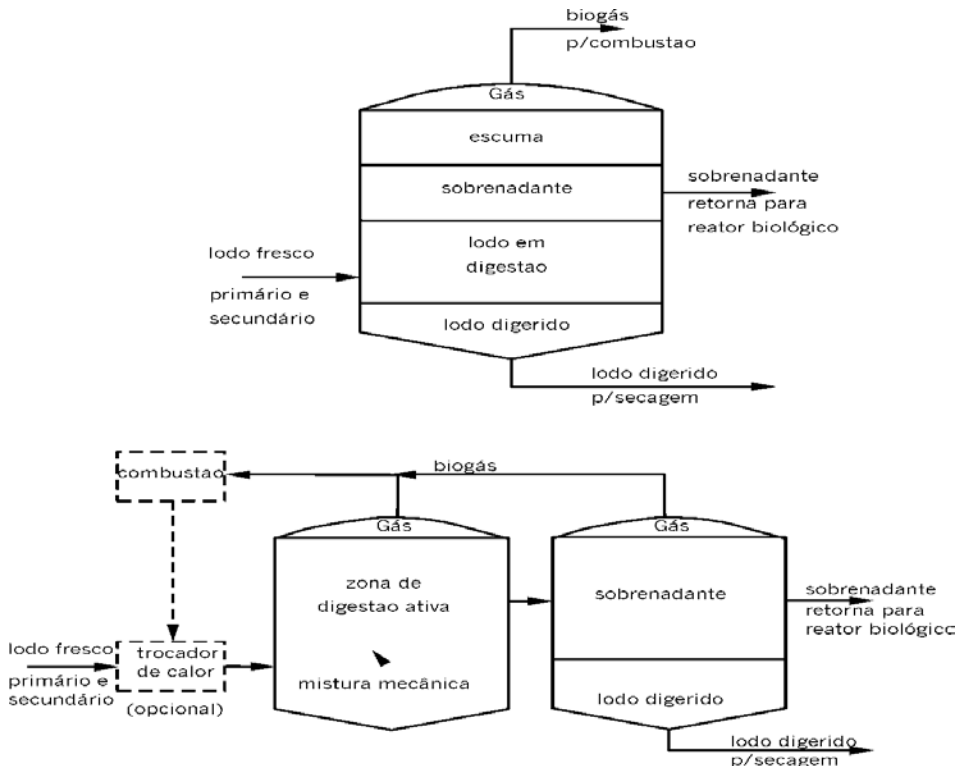 biogás
p/combustao
Gás
escuma
sobrenadante
sobrenadante
retorna para
reator biológico
lodo em
digestao
lodo fresco
primário e
secundário
lodo digerido
lodo digerido
p/secagem
combustao
biogás
Gás
Gás
zona de
digestao ativa
mistura mecânica
sobrenadante
sobrenadante
retorna para
reator biológico
lodo fresco
primário e
secundário
trocador
de calor
(opcional)
lodo digerido
lodo digerido
p/secagem